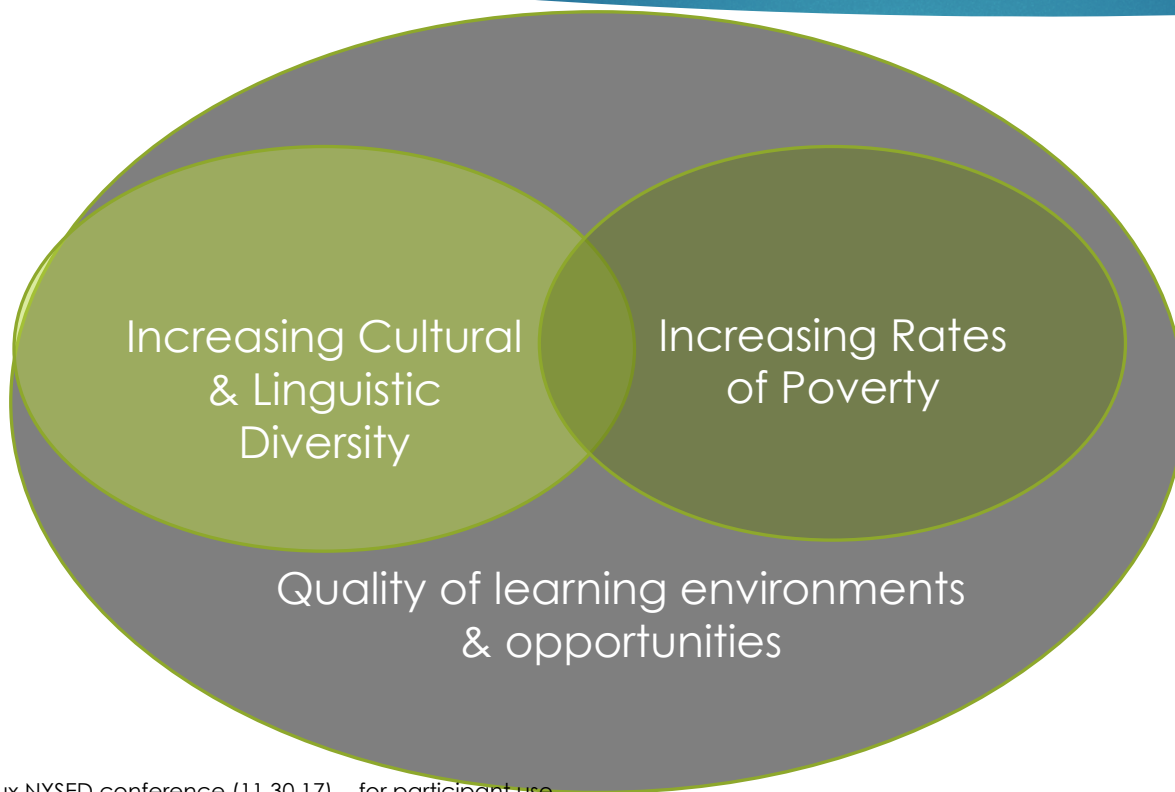 Increasing Cultural
& Linguistic
Diversity
Increasing Rates
of Poverty
Quality of learning environments
& opportunities
NYSED conference (11.30.17) for participant use